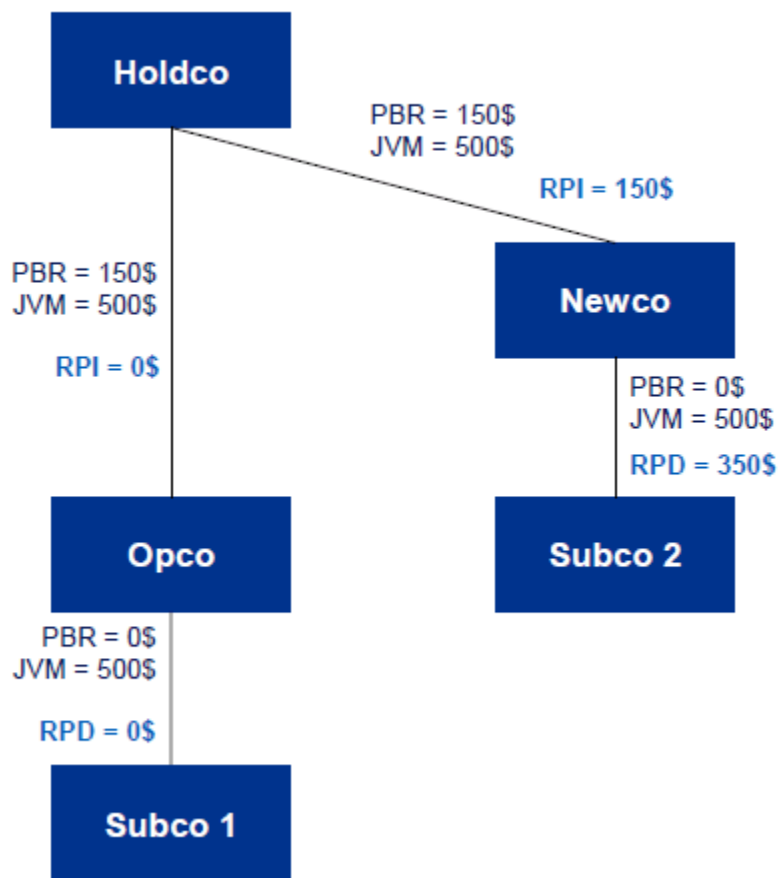 Holdco
PBR = 150$
JVM = 500$
RPI = 150$
PBR = 150$
JVM = 500$
RPI = 0$
Newco
PBR = 0$
JVM = 500$
RPD = 350$
Opco
Subco 2
PBR = 0$
JVM = 500$
RPD = 0$
Subco 1